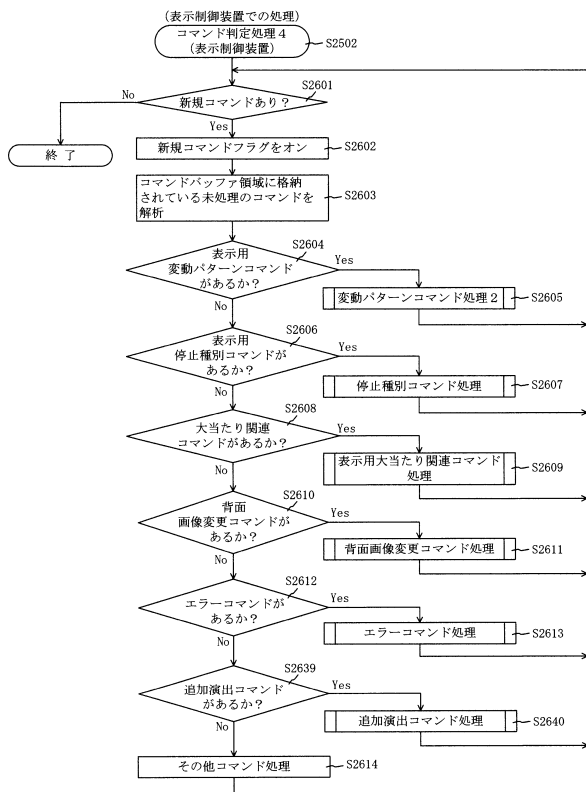 (表示制御装置での処理)
コマンド判定処理4
(表示制御装置)
S2502
S2601
新規コマンドあり?
No
Yes
終 了
新規コマンドフラグをオン
S2602
コマンドバッファ領域に格納
されている未処理のコマンドを
解析
S2603
S2604
表示用
変動パターンコマンド
があるか?
Yes
No
変動パターンコマンド処理2
S2605
S2606
表示用
停止種別コマンドが
あるか?
Yes
No
停止種別コマンド処理
S2607
S2608
大当たり関連
コマンドがあるか?
Yes
No
表示用大当たり関連コマンド
処理
S2609
S2610
背面
画像変更コマンドが
あるか?
Yes
No
背面画像変更コマンド処理
S2611
S2612
エラーコマンドが
あるか?
Yes
No
エラーコマンド処理
S2613
S2639
追加演出コマンド
があるか?
Yes
No
追加演出コマンド処理
S2640
その他コマンド処理
S2614